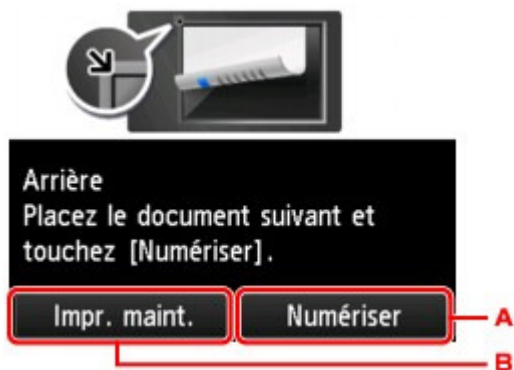 Arrière
Placez le document suivant et
touchez [Numériser].
Impr. maint. Numériser A
B